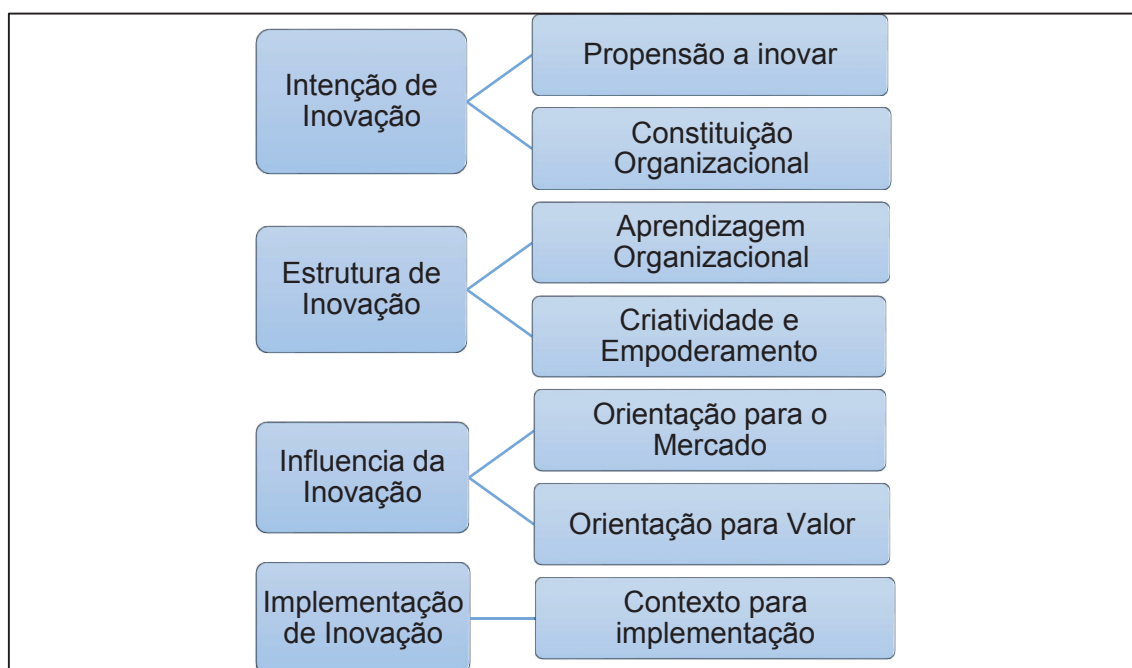 Intenção de
Inovação
Propensão a inovar
Constituição
Organizacional
Estrutura de
Inovação
Aprendizagem
Organizacional
Criatividade e
Empoderamento
Influencia da
Inovação
Orientação para o
Mercado
Orientação para Valor
Implementação
de Inovação
Contexto para
implementação